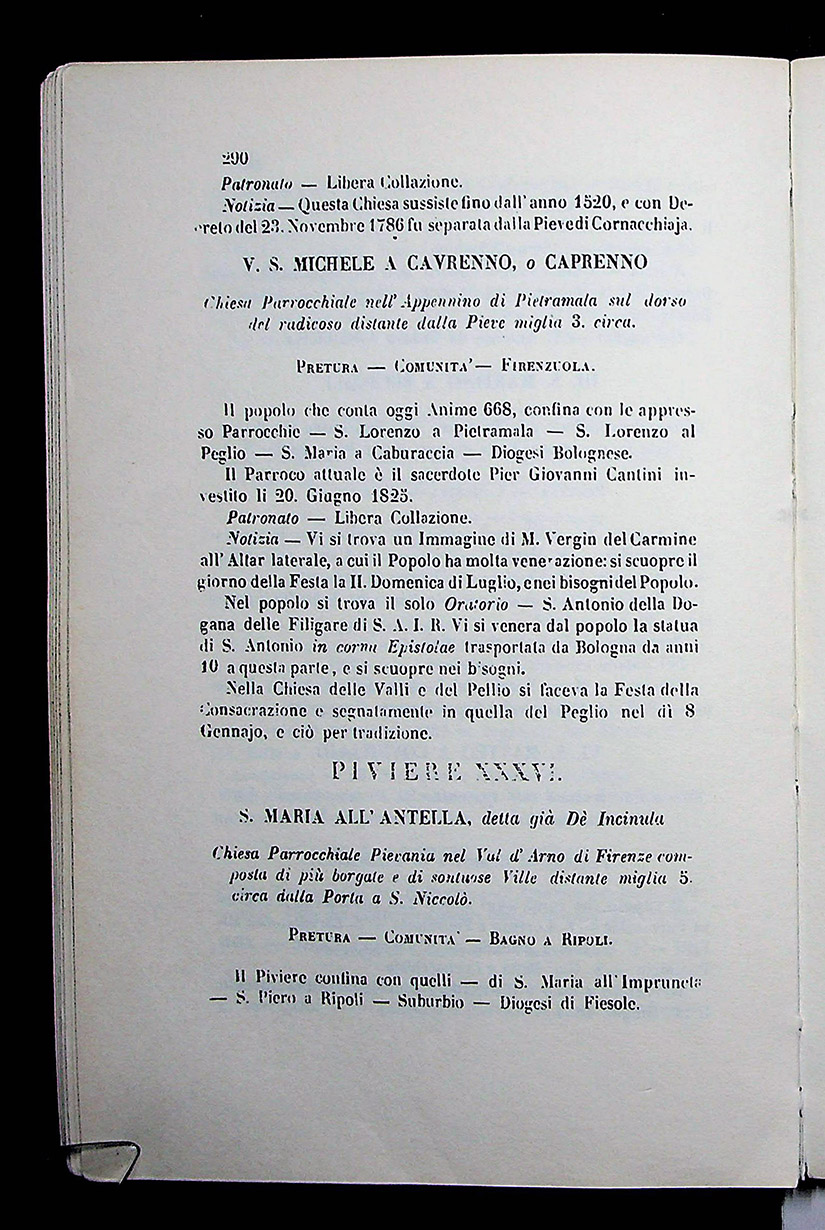 290
Patronato — Libera Collazione.
Notizia — Questa Chiesa sussiste fino dall' anno 1520, e con De-
creto del 23. Novembre 1786 fu separata dalla Pieve di Cornacchiaja.
V. S. MICHELE A CAVRENNO, o CAPRENNO
Chiesa Parrocchiale nell' Appennino di Pietramala sul dorso
del radicoso distante dalla Pieve miglia 3. circa.
PRETURA — COMUNITA' — FIRENZUOLA.
Il popolo che conta oggi Anime 668, confina con le appres-
so Parrocchie — S. Lorenzo a Pietramala — S. Lorenzo al
Peglio — S. Maria a Caburaccia — Diogesi Bolognese.
Il Parroco attuale è il sacerdote Pier Giovanni Cantini in-
vestito li 20. Giugno 1825.
Patronato — Libera Collazione.
Notizia — Vi si trova un Immagine di M. Vergin del Carmine
all' Altar laterale, a cui il Popolo ha molta venerazione: si scuopre il
giorno della Festa la II. Domenica di Luglio, e nei bisogni del Popolo.
Nel popolo si trova il solo Oratorio — S. Antonio della Do-
gana delle Filigare di S. A. I. R. Vi si venera dal popolo la statua
di S. Antonio in cornu Epistolae trasportata da Bologna da anni
10 a questa parte, e si scuopre nei bisogni.
Nella Chiesa delle Valli e del Pellio si faceva la Festa della
Consacrazione e segnatamente in quella del Peglio nel dì 8
Gennajo, e ciò per tradizione.
PIVIERE XXXVI.
S. MARIA ALL' ANTELLA, detta già Dè Incinula
Chiesa Parrocchiale Pievania nel Val d' Arno di Firenze com-
posta di più borgate e di sontuose Ville distante miglia 5.
circa dalla Porta a S. Niccolò.
PRETURA — COMUNITA' — BAGNO A RIPOLI.
Il Piviere confina con quelli — di S. Maria all' Impruneta
— S. Piero a Ripoli — Suburbio — Diogesi di Fiesole.